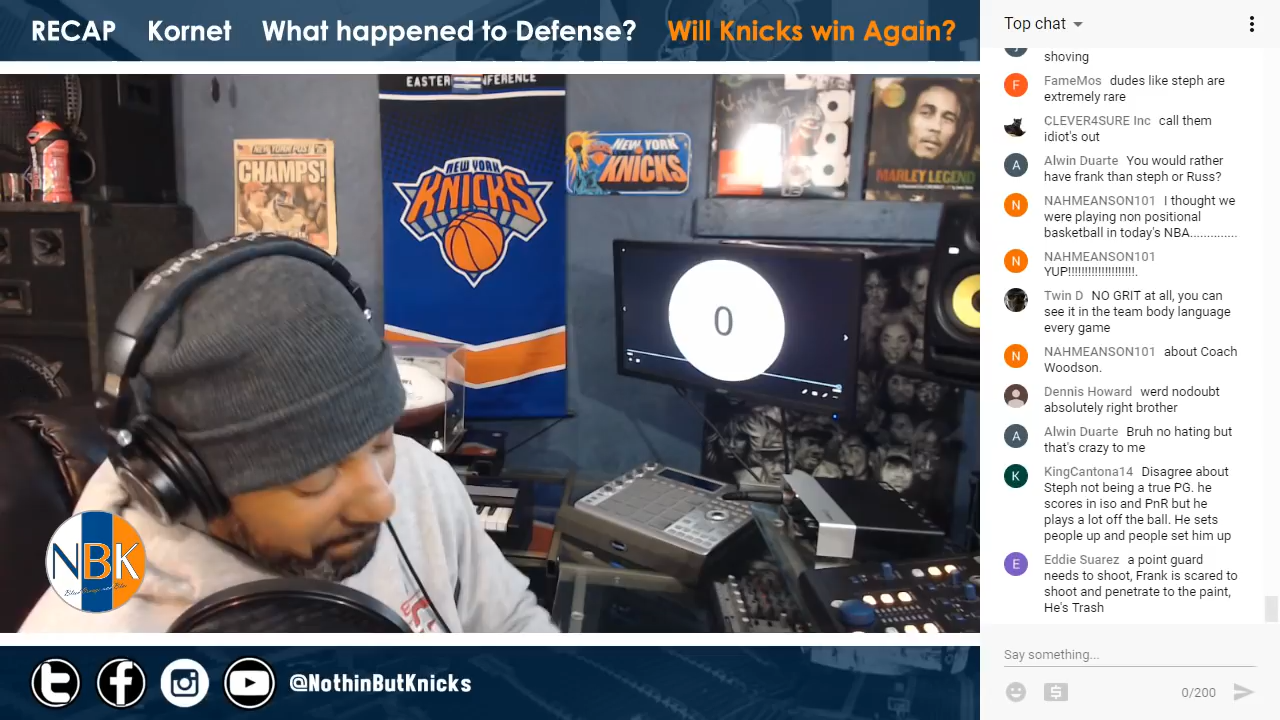 RECAP Kornet What happened to Defense? Will Knicks win Again?
NEW YORK POST
CHAMPS!
NEW YORK
KNICKS
NEW YORK
KNICKS
MARLEY LEGEND
0
NBK
@NothinButKnicks
Top chat
shoving
FameMos dudes like steph are
extremely rare
CLEVER4SURE Inc call them
idiot's out
Alwin Duarte You would rather
have frank than steph or Russ?
NAHMEANSON101 I thought we
were playing non positional
basketball in today's NBA..............
NAHMEANSON101
YUP!!!!!!!!!!!!!!!!!!!!.
Twin D NO GRIT at all, you can
see it in the team body language
every game
NAHMEANSON101 about Coach
Woodson.
Dennis Howard werd nodoubt
absolutely right brother
Alwin Duarte Bruh no hating but
that's crazy to me
KingCantona14 Disagree about
Steph not being a true PG. he
scores in iso and PnR but he
plays a lot off the ball. He sets
people up and people set him up
Eddie Suarez a point guard
needs to shoot, Frank is scared to
shoot and penetrate to the paint,
He's Trash
Say something...
0/200